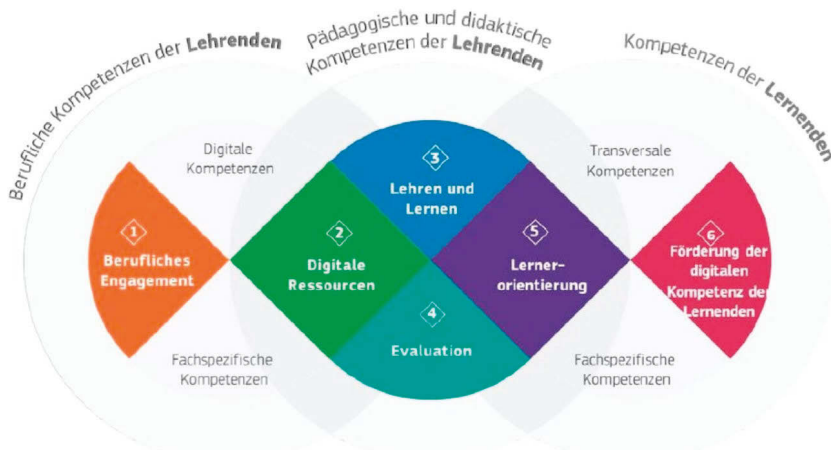 Berufliche Kompetenzen der Lehrenden
Pädagogische und didaktische
Kompetenzen der Lehrenden
Kompetenzen der Lernenden
Digitale
Kompetenzen
Transversale
Kompetenzen
1
Berufliches
Engagement
2
Digitale
Ressourcen
3
Lehren und
Lernen
4
Evaluation
5
Lerner-
orientierung
6
Förderung der
digitalen
Kompetenz der
Lernenden
Fachspezifische
Kompetenzen
Fachspezifische
Kompetenzen